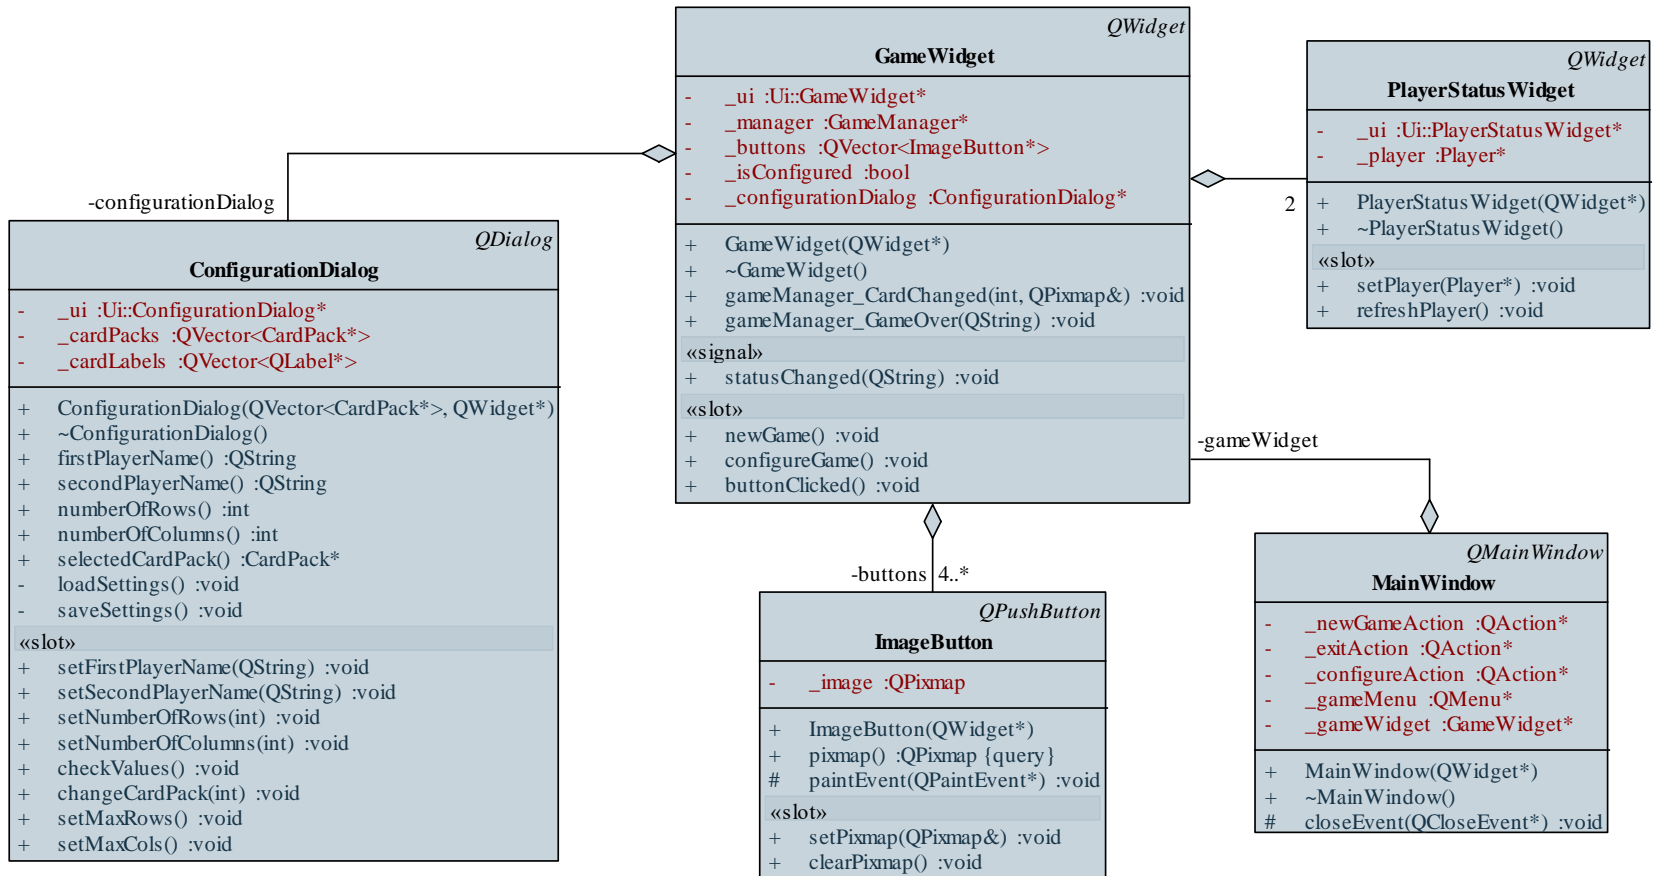 QWidget
GameWidget
- _ui :Ui::GameWidget*
- _manager :GameManager*
- _buttons :QVector<ImageButton*>
- _isConfigured :bool
- _configurationDialog :ConfigurationDialog*
+ GameWidget(QWidget*)
+ ~GameWidget()
+ gameManager_CardChanged(int, QPixmap&) :void
+ gameManager_GameOver(QString) :void
«signal»
+ statusChanged(QString) :void
«slot»
+ newGame() :void
+ configureGame() :void
+ buttonClicked() :void
QWidget
PlayerStatusWidget
- _ui :Ui::PlayerStatusWidget*
- _player :Player*
+ PlayerStatusWidget(QWidget*)
+ ~PlayerStatusWidget()
«slot»
+ setPlayer(Player*) :void
+ refreshPlayer() :void
2
-configurationDialog
QDialog
ConfigurationDialog
- _ui :Ui::ConfigurationDialog*
- _cardPacks :QVector<CardPack*>
- _cardLabels :QVector<QLabel*>
+ ConfigurationDialog(QVector<CardPack*>, QWidget*)
+ ~ConfigurationDialog()
+ firstPlayerName() :QString
+ secondPlayerName() :QString
+ numberOfRows() :int
+ numberOfColumns() :int
+ selectedCardPack() :CardPack*
- loadSettings() :void
- saveSettings() :void
«slot»
+ setFirstPlayerName(QString) :void
+ setSecondPlayerName(QString) :void
+ setNumberOfRows(int) :void
+ setNumberOfColumns(int) :void
+ checkValues() :void
+ changeCardPack(int) :void
+ setMaxRows() :void
+ setMaxCols() :void
-buttons 4..*
QPushButton
ImageButton
- _image :QPixmap
+ ImageButton(QWidget*)
+ pixmap() :QPixmap {query}
# paintEvent(QPaintEvent*) :void
«slot»
+ setPixmap(QPixmap&) :void
+ clearPixmap() :void
-gameWidget
QMainWindow
MainWindow
- _newGameAction :QAction*
- _exitAction :QAction*
- _configureAction :QAction*
- _gameMenu :QMenu*
- _gameWidget :GameWidget*
+ MainWindow(QWidget*)
+ ~MainWindow()
# closeEvent(QCloseEvent*) :void